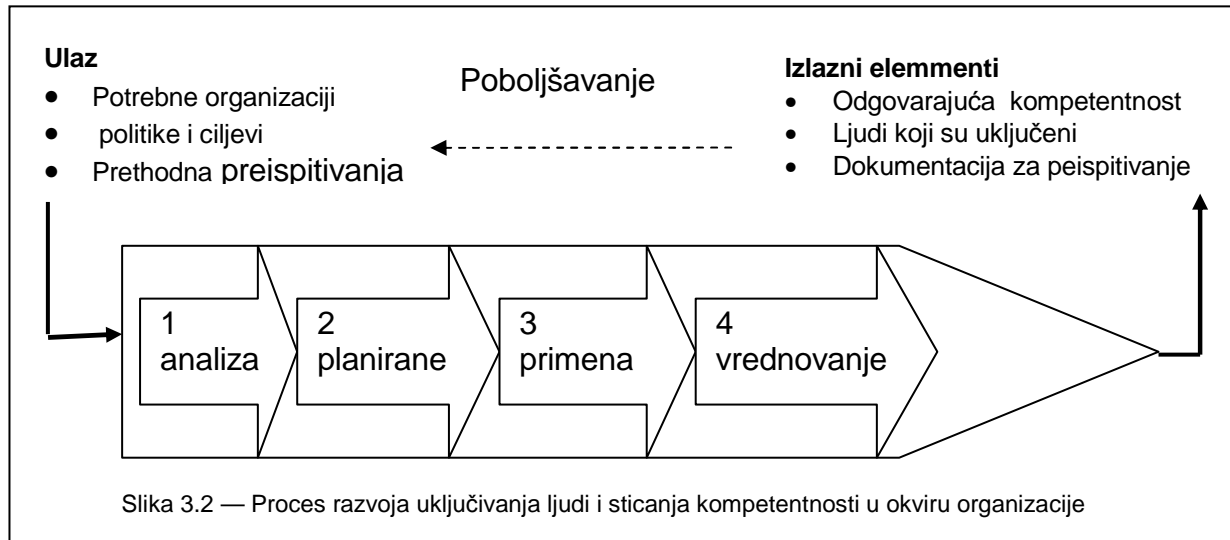 Ulaz
• Potrebne organizaciji
• politike i ciljevi
• Prethodna preispitivanja
Poboljšavanje
Izlazni elemmenti
• Odgovarajuća kompetentnost
• Ljudi koji su uključeni
• Dokumentacija za peispitivanje
1
analiza
2
planirane
3
primena
4
vrednovanje
Slika 3.2 — Proces razvoja uključivanja ljudi i sticanja kompetentnosti u okviru organizacije